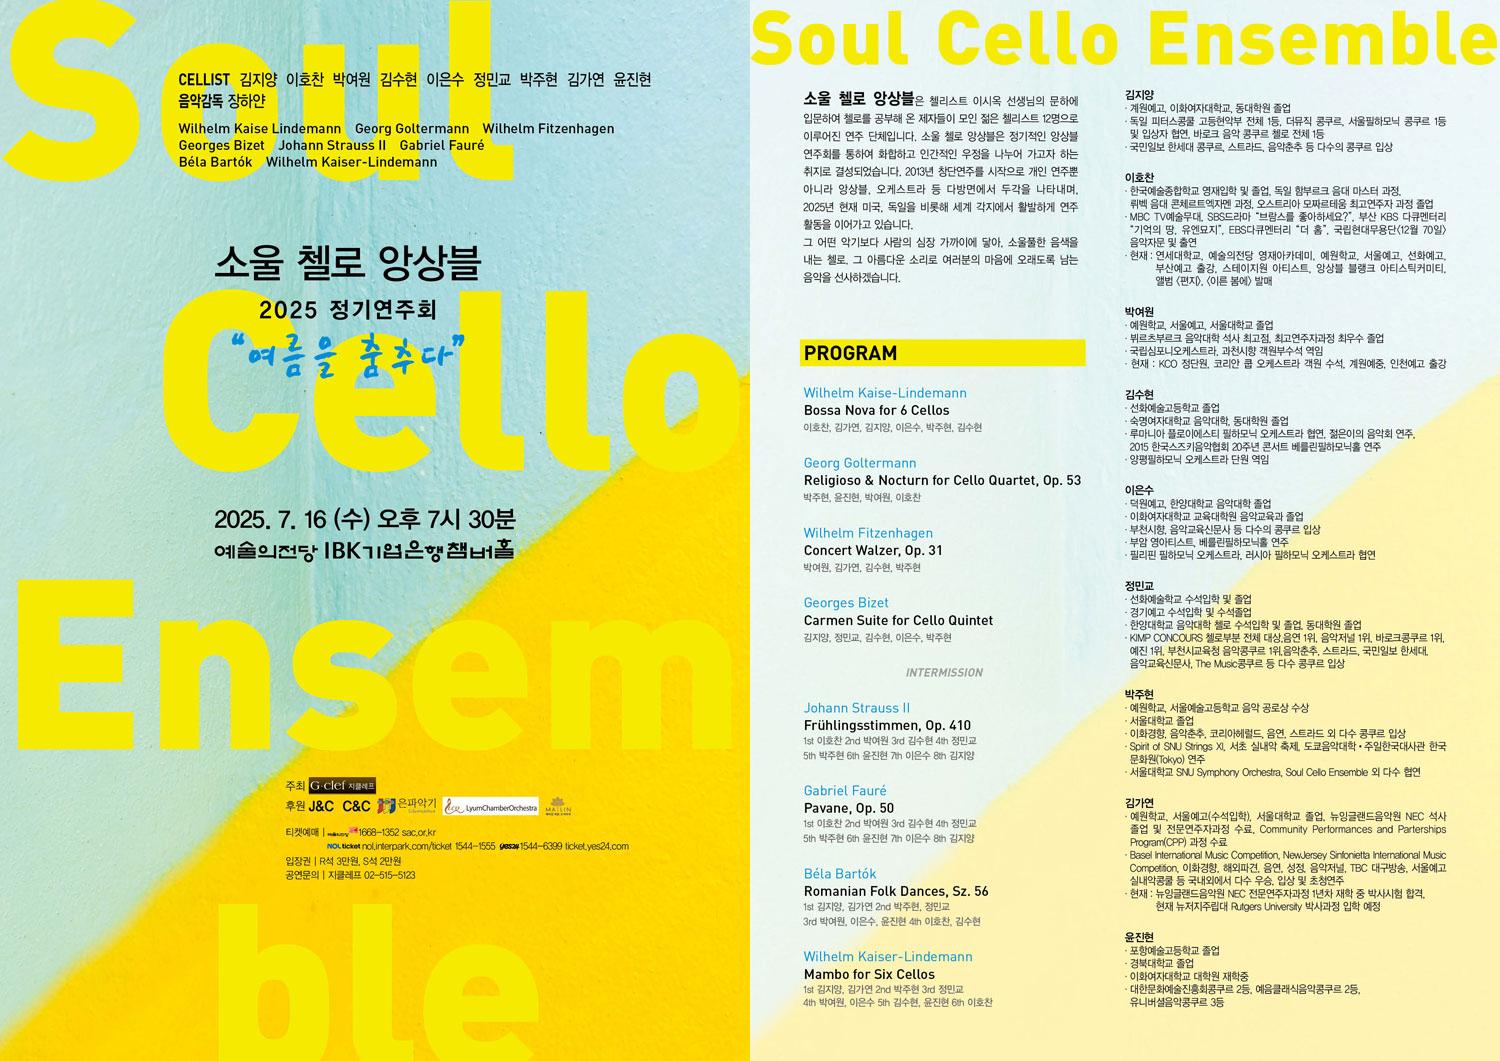 Soul
CELLIST 김지양 이호찬 박여원 김수현 이은수 정민교 박주현 김가연 윤진현
음악감독 장하얀
Wilhelm Kaise Lindemann Georg Goltermann Wilhelm Fitzenhagen
Georges Bizet Johann Strauss II Gabriel Fauré
Béla Bartók Wilhelm Kaiser-Lindemann
소울 첼로 앙상블
2025 정기연주회
“여름을 춤추다”
Cello
2025. 7. 16 (수) 오후 7시 30분
예술의전당 IBK기업은행챔버홀
Ensem
주최 G·clef 지클레프
후원 J&C C&C 은파악기 LyumChamberOrchestra MAILIN
티켓예매 | 예술의전당 1668-1352 sac.or.kr
NOL ticket nol.interpark.com/ticket 1544-1555 yes24 1544-6399 ticket.yes24.com
입장권 | R석 3만원, S석 2만원
공연문의 | 지클레프 02-515-5123
ble
Soul Cello Ensemble
소울 첼로 앙상블은 첼리스트 이시옥 선생님의 문하에
입문하여 첼로를 공부해 온 제자들이 모인 젊은 첼리스트 12명으로
이루어진 연주 단체입니다. 소울 첼로 앙상블은 정기적인 앙상블
연주회를 통하여 화합하고 인간적인 우정을 나누어 가고자 하는
취지로 결성되었습니다. 2013년 창단연주를 시작으로 개인 연주뿐
아니라 앙상블, 오케스트라 등 다방면에서 두각을 나타내며,
2025년 현재 미국, 독일을 비롯해 세계 각지에서 활발하게 연주
활동을 이어가고 있습니다.
그 어떤 악기보다 사람의 심장 가까이에 닿아, 소울풀한 음색을
내는 첼로. 그 아름다운 소리로 여러분의 마음에 오래도록 남는
음악을 선사하겠습니다.
PROGRAM
Wilhelm Kaise-Lindemann
Bossa Nova for 6 Cellos
이호찬, 김가연, 김지양, 이은수, 박주현, 김수현
Georg Goltermann
Religioso & Nocturn for Cello Quartet, Op. 53
박주현, 윤진현, 박여원, 이호찬
Wilhelm Fitzenhagen
Concert Walzer, Op. 31
박여원, 김가연, 김수현, 박주현
Georges Bizet
Carmen Suite for Cello Quintet
김지양, 정민교, 김수현, 이은수, 박주현
INTERMISSION
Johann Strauss II
Frühlingsstimmen, Op. 410
1st 이호찬 2nd 박여원 3rd 김수현 4th 정민교
5th 박주현 6th 윤진현 7th 이은수 8th 김지양
Gabriel Fauré
Pavane, Op. 50
1st 이호찬 2nd 박여원 3rd 김지양 4th 정민교
5th 박주현 6th 윤진현 7th 이은수 8th 김지양
Béla Bartók
Romanian Folk Dances, Sz. 56
1st 김지양, 김가연 2nd 박주현, 정민교
3rd 박여원, 이은수, 윤진현 4th 이호찬, 김수현
Wilhelm Kaiser-Lindemann
Mambo for Six Cellos
1st 김지양, 김가연 2nd 박주현 3rd 정민교
4th 박여원, 이은수 5th 김수현, 윤진현 6th 이호찬
김지양
· 계원예고, 이화여자대학교, 동대학원 졸업
· 독일 피터스콩쿨 고등현악부 전체 1등, 더뮤직 콩쿠르, 서울필하모닉 콩쿠르 1등
및 입상자 협연, 바로크 음악 콩쿠르 첼로 전체 1등
· 국민일보 한세대 콩쿠르, 스트라드, 음악춘추 등 다수의 콩쿠르 입상
이호찬
· 한국예술종합학교 영재입학 및 졸업, 독일 함부르크 음대 마스터 과정,
뤼벡 음대 콘체르트엑자멘 과정, 오스트리아 모짜르테움 최고연주자 과정 졸업
· MBC TV예술무대, SBS드라마 “브람스를 좋아하세요?”, 부산 KBS 다큐멘터리
“기억의 땅, 유엔묘지”, EBS다큐멘터리 “더 홈”, 국립현대무용단〈12월 70일〉
음악자문 및 출연
· 현재 : 연세대학교, 예술의전당 영재아카데미, 예원학교, 서울예고, 선화예고,
부산예고 출강, 스테이지원 아티스트, 앙상블 블랭크 아티스틱커미티,
앨범 〈편지〉, 〈이른 봄에〉 발매
박여원
· 예원학교, 서울예고, 서울대학교 졸업
· 뷔르츠부르크 음악대학 석사 최고점, 최고연주자과정 최우수 졸업
· 국립심포니오케스트라, 과천시향 객원부수석 역임
· 현재 : KCO 정단원, 코리안 쿱 오케스트라 객원 수석, 계원예중, 인천예고 출강
김수현
· 선화예술고등학교 졸업
· 숙명여자대학교 음악대학, 동대학원 졸업
· 루마니아 플로이에스티 필하모닉 오케스트라 협연, 젊은이의 음악회 연주,
2015 한국스즈키음악협회 20주년 콘서트 베를린필하모닉홀 연주
· 양평필하모닉 오케스트라 단원 역임
이은수
· 덕원예고, 한양대학교 음악대학 졸업
· 이화여자대학교 교육대학원 음악교육과 졸업
· 부천시향, 음악교육신문사 등 다수의 콩쿠르 입상
· 부암 영아티스트, 베를린필하모닉홀 연주
· 필리핀 필하모닉 오케스트라, 러시아 필하모닉 오케스트라 협연
정민교
· 선화예술학교 수석입학 및 졸업
· 경기예고 수석입학 및 수석졸업
· 한양대학교 음악대학 첼로 수석입학 및 졸업, 동대학원 졸업
· KIMP CONCOURS 첼로부분 전체 대상,음연 1위, 음악저널 1위, 바로크콩쿠르 1위,
예진 1위, 부천시교육청 음악콩쿠르 1위,음악춘추, 스트라드, 국민일보 한세대,
음악교육신문사, The Music콩쿠르 등 다수 콩쿠르 입상
박주현
· 예원학교, 서울예술고등학교 음악 공로상 수상
· 서울대학교 졸업
· 이화경향, 음악춘추, 코리아헤럴드, 음연, 스트라드 외 다수 콩쿠르 입상
· Spirit of SNU Strings XI, 서초 실내악 축제, 도쿄음악대학 • 주일한국대사관 한국
문화원(Tokyo) 연주
· 서울대학교 SNU Symphony Orchestra, Soul Cello Ensemble 외 다수 협연
김가연
· 예원학교, 서울예고(수석입학), 서울대학교 졸업, 뉴잉글랜드음악원 NEC 석사
졸업 및 전문연주자과정 수료, Community Performances and Parterships
Program(CPP) 과정 수료
· Basel International Music Competition, NewJersey Sinfonietta International Music
Competition, 이화경향, 해외파견, 음연, 성정, 음악저널, TBC 대구방송, 서울예고
실내악콩쿨 등 국내외에서 다수 우승, 입상 및 초청연주
· 현재 : 뉴잉글랜드음악원 NEC 전문연주자과정 1년차 재학 중 박사시험 합격,
현재 뉴저지주립대 Rutgers University 박사과정 입학 예정
윤진현
· 포항예술고등학교 졸업
· 경북대학교 졸업
· 이화여자대학교 대학원 재학중
· 대한문화예술진흥회콩쿠르 2등, 예음클래식음악콩쿠르 2등,
유니버셜음악콩쿠르 3등